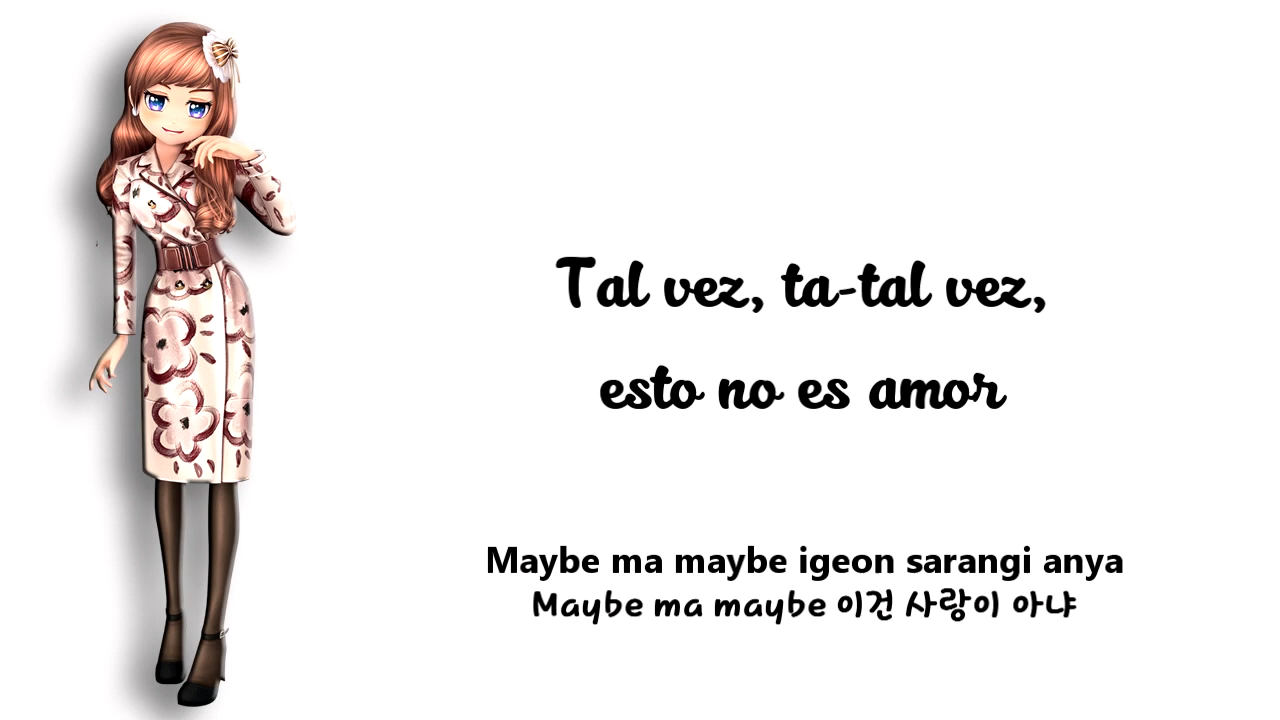 Tal vez, ta-tal vez,
esto no es amor
Maybe ma maybe igeon sarangi anya
Maybe ma maybe 이건 사랑이 아냐